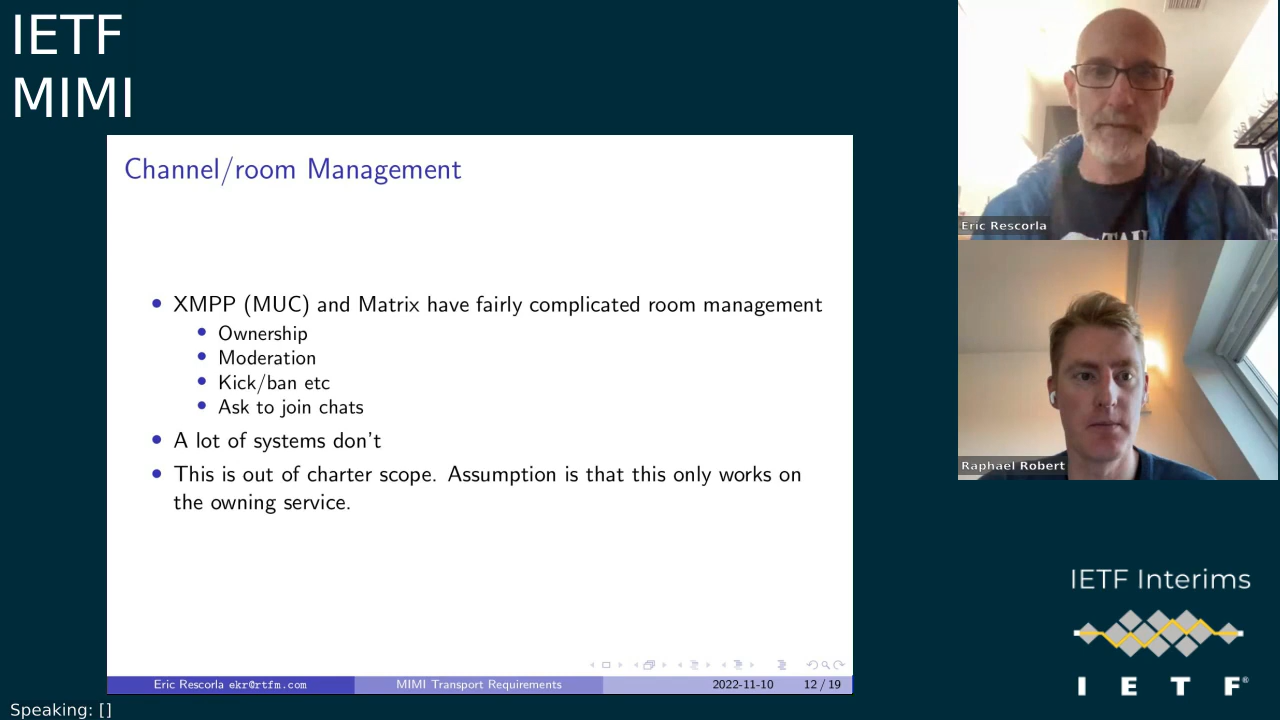 IETF
MIMI
Channel/room Management
• XMPP (MUC) and Matrix have fairly complicated room management
• Ownership
• Moderation
• Kick/ban etc
• Ask to join chats
• A lot of systems don't
• This is out of charter scope. Assumption is that this only works on
the owning service.
Eric Rescorla ekr@rtfm.com MIMI Transport Requirements 2022-11-10 12 / 19
Eric Rescorla
Raphael Robert
IETF Interims
I E T F®
Speaking: []